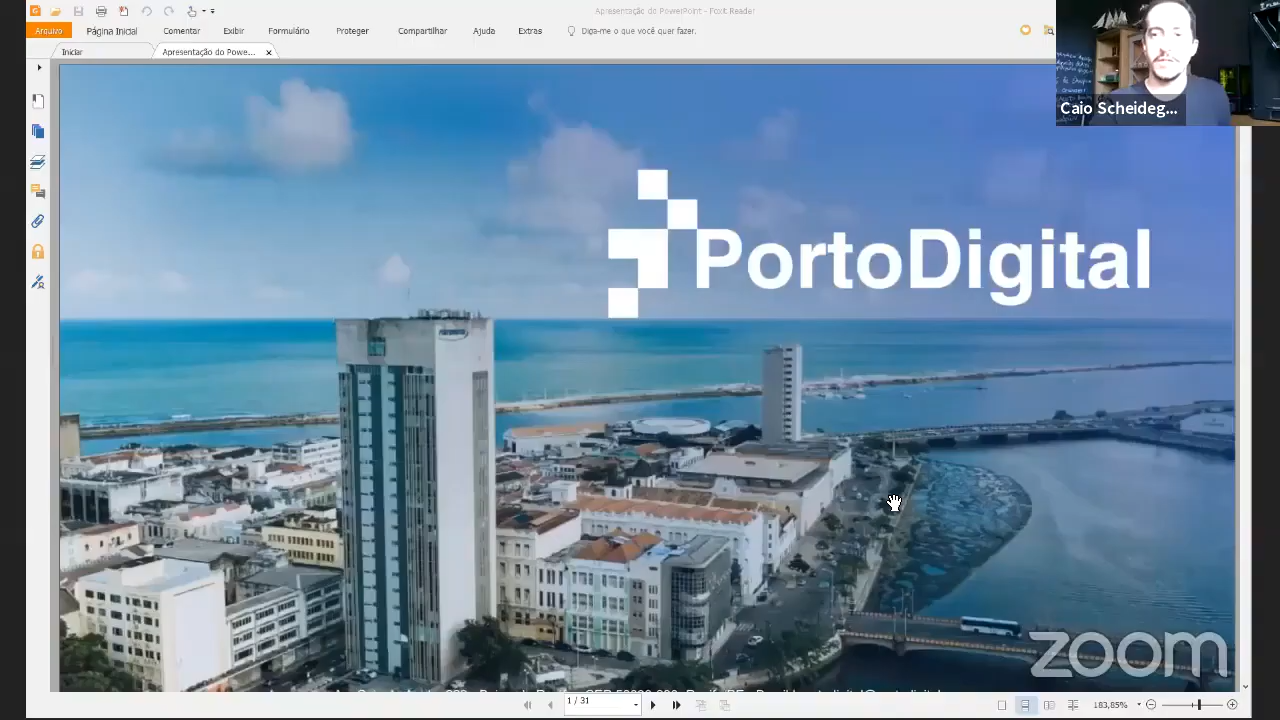 Apresentação do PowerPoint - Foxit Reader
Arquivo Página Inicial Comentar Exibir Formulário Proteger Compartilhar Ajuda Extras Diga-me o que você quer fazer.
Iniciar Apresentação do Powe...
Caio Scheideg...
PortoDigital
zoom
1 / 31
183,85%